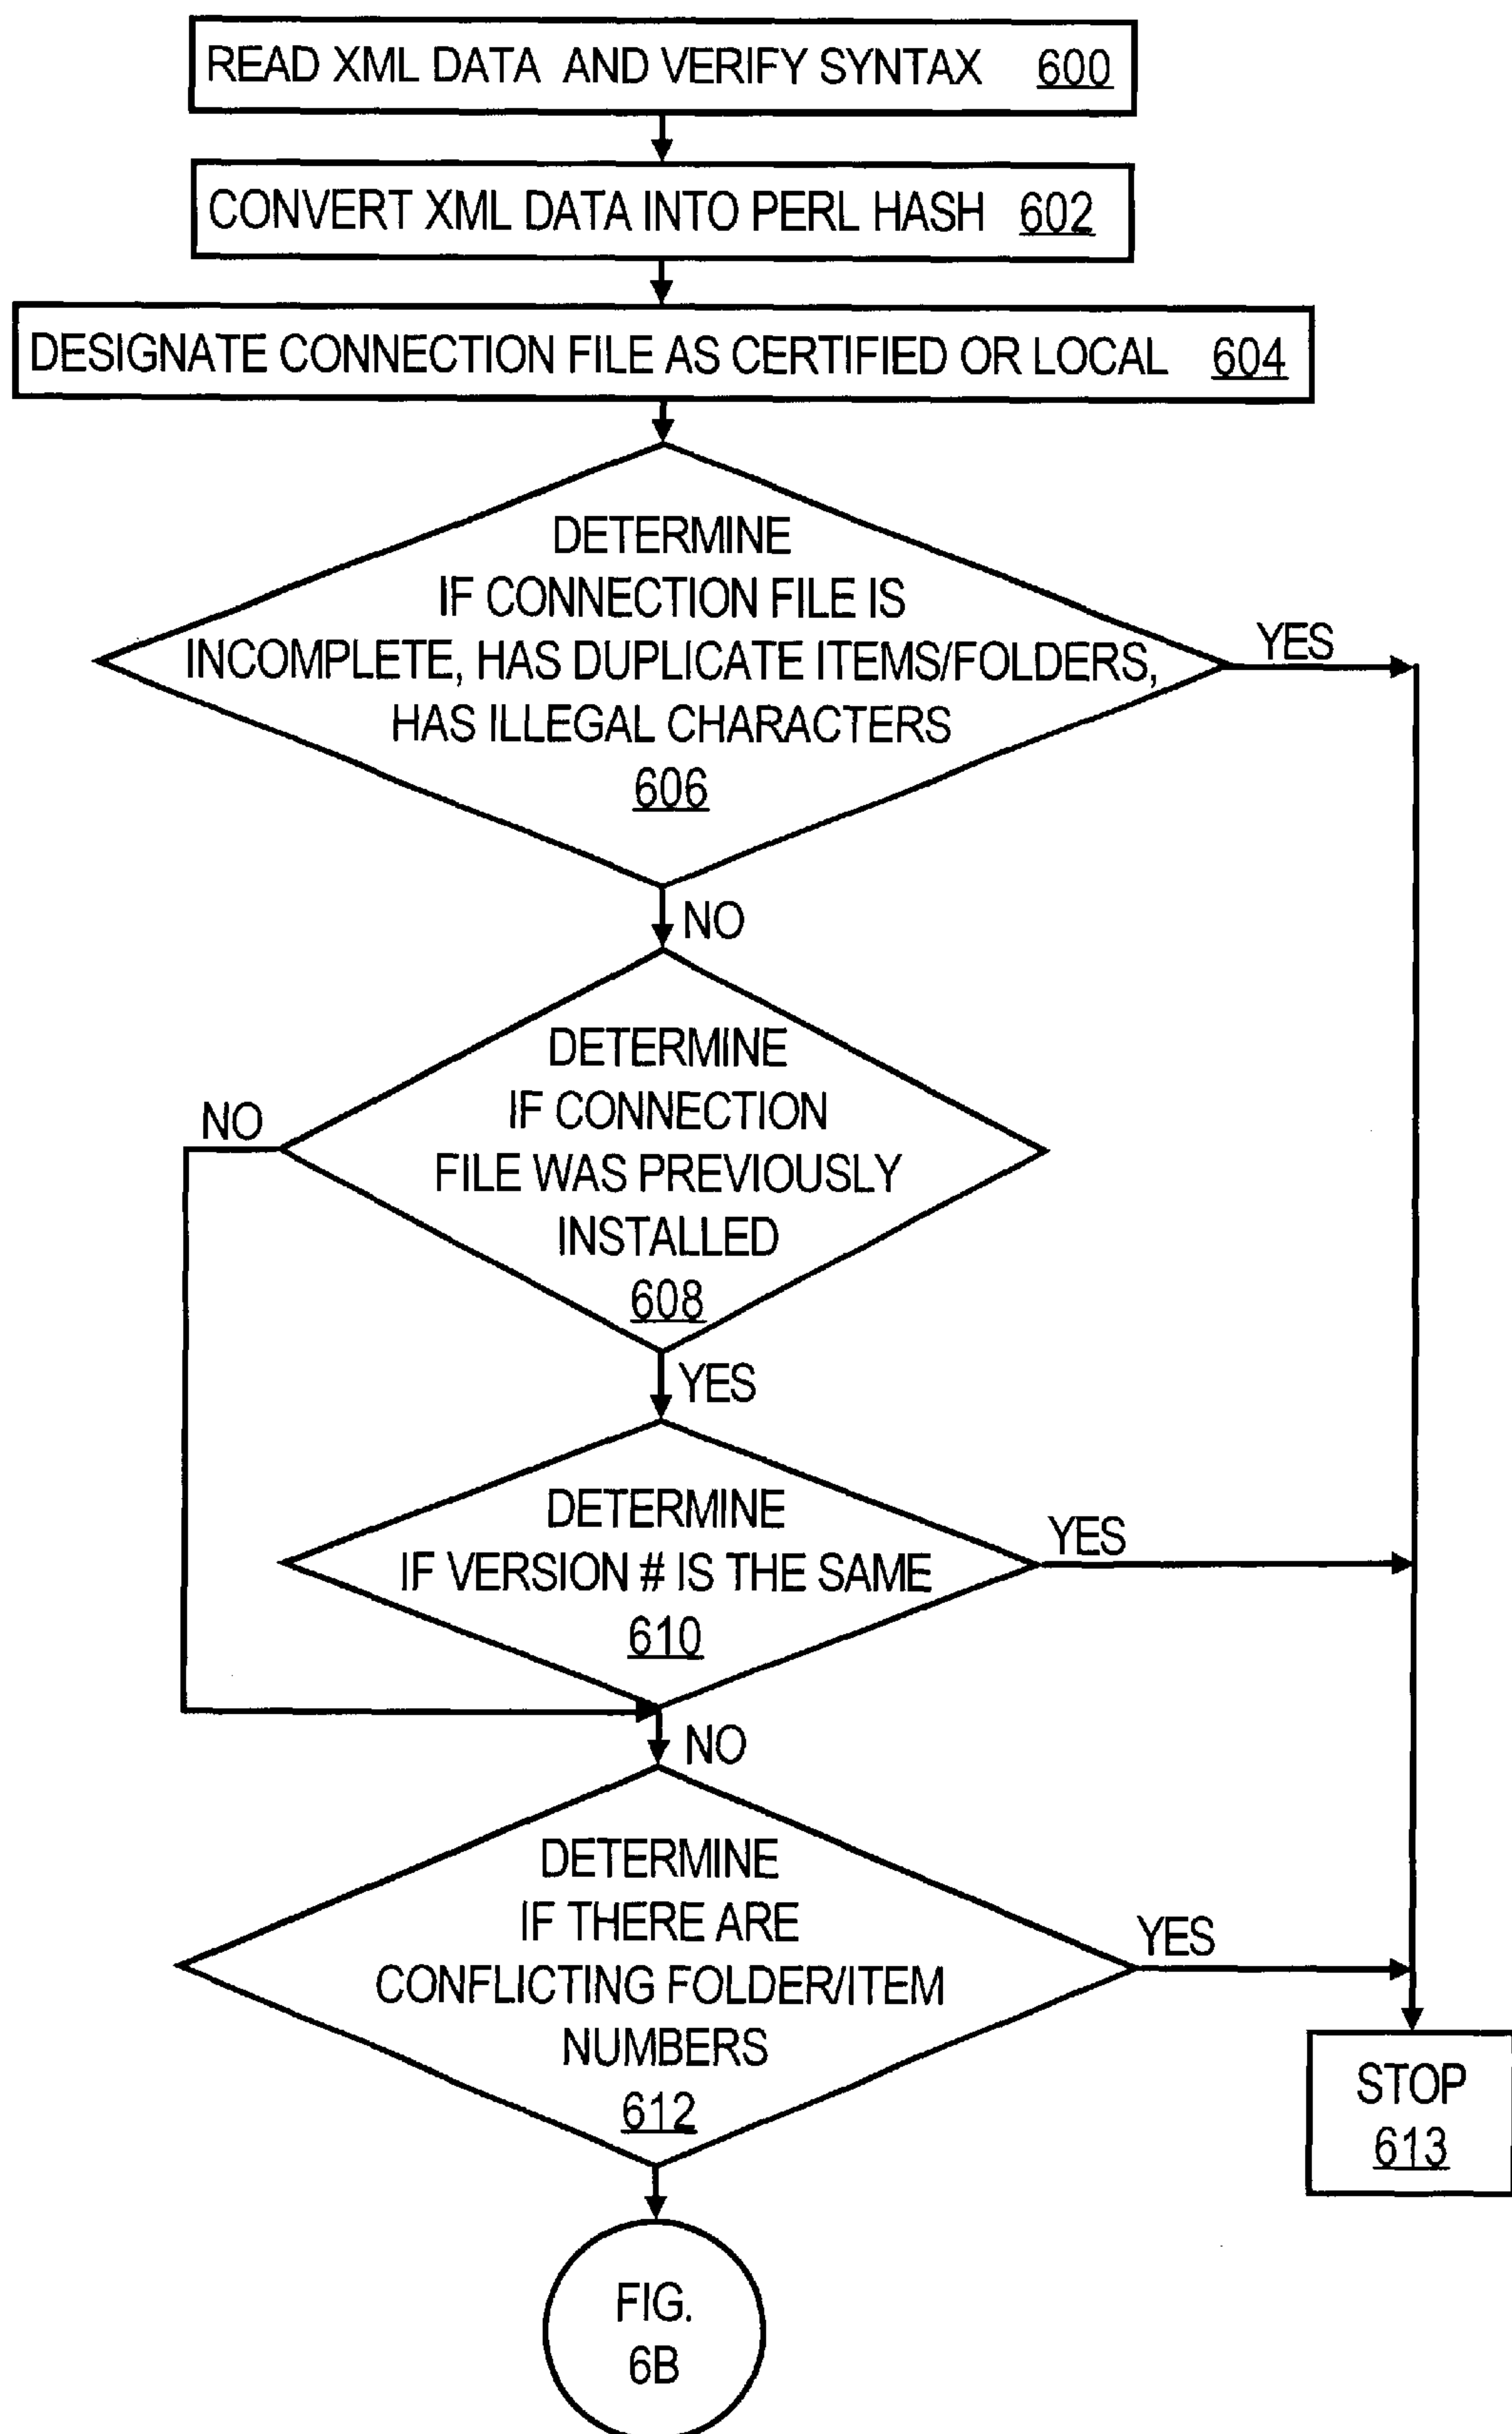 READ XML DATA AND VERIFY SYNTAX 600
CONVERT XML DATA INTO PERL HASH 602
DESIGNATE CONNECTION FILE AS CERTIFIED OR LOCAL 604
DETERMINE
IF CONNECTION FILE IS
INCOMPLETE, HAS DUPLICATE ITEMS/FOLDERS,
HAS ILLEGAL CHARACTERS
606
YES
NO
DETERMINE
IF CONNECTION
FILE WAS PREVIOUSLY
INSTALLED
608
NO
YES
DETERMINE
IF VERSION # IS THE SAME
610
YES
NO
DETERMINE
IF THERE ARE
CONFLICTING FOLDER/ITEM
NUMBERS
612
YES
STOP
613
FIG.
6B